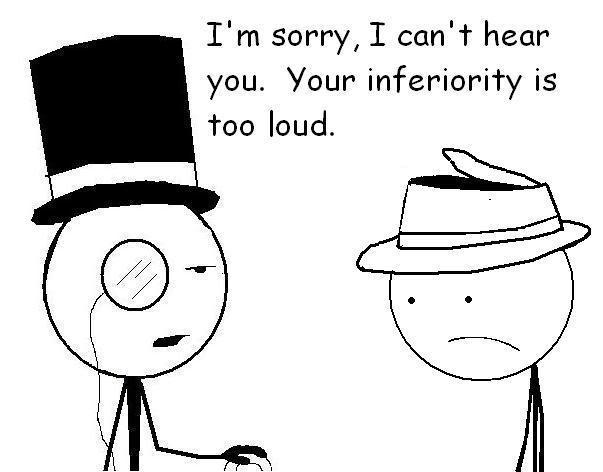 I'm sorry, I can't hear
you.  Your inferiority is
too loud.